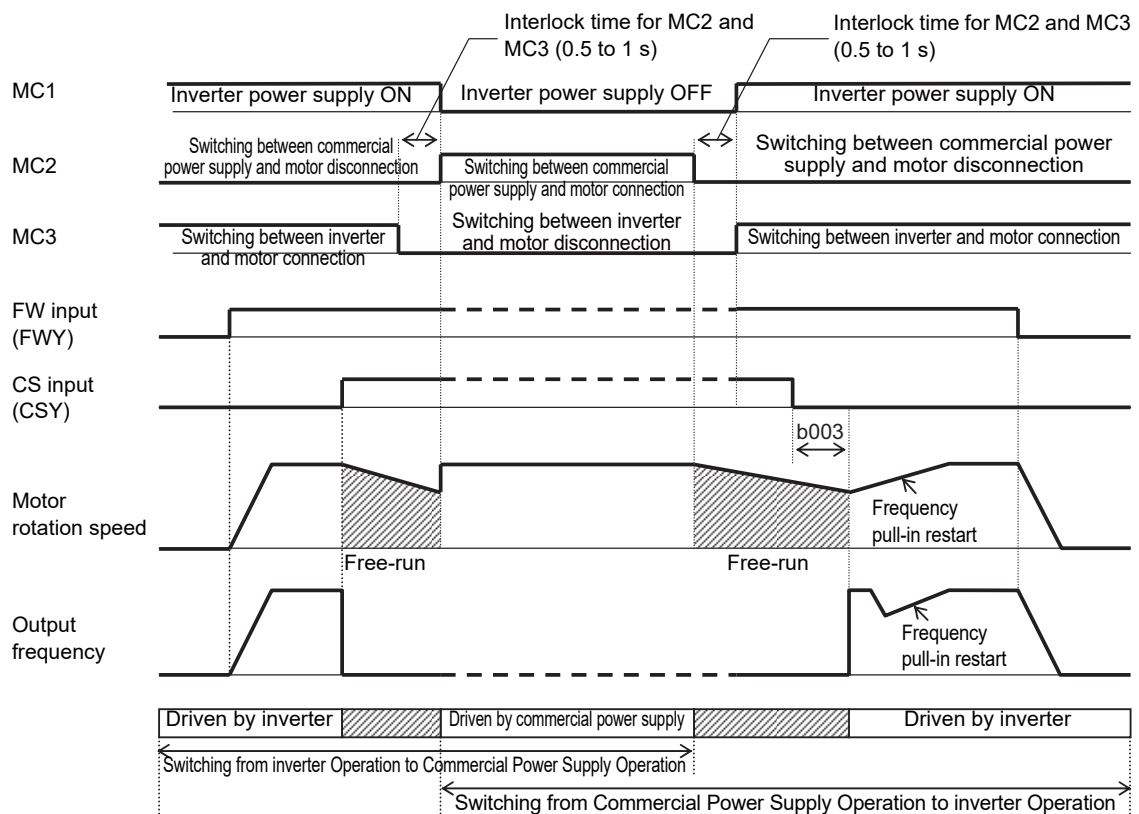 Interlock time for MC2 and
MC3 (0.5 to 1 s)
Interlock time for MC2 and MC3
(0.5 to 1 s)
MC1
Inverter power supply ON
Inverter power supply OFF
Inverter power supply ON
MC2
Switching between commercial
power supply and motor disconnection
Switching between commercial
power supply and motor connection
Switching between commercial power
supply and motor disconnection
MC3
Switching between inverter
and motor connection
Switching between inverter
and motor disconnection
Switching between inverter and motor connection
FW input
(FWY)
CS input
(CSY)
b003
Motor
rotation speed
Free-run
Free-run
Frequency
pull-in restart
Output
frequency
Frequency
pull-in restart
Driven by inverter
Driven by commercial power supply
Driven by inverter
Switching from inverter Operation to Commercial Power Supply Operation
Switching from Commercial Power Supply Operation to inverter Operation